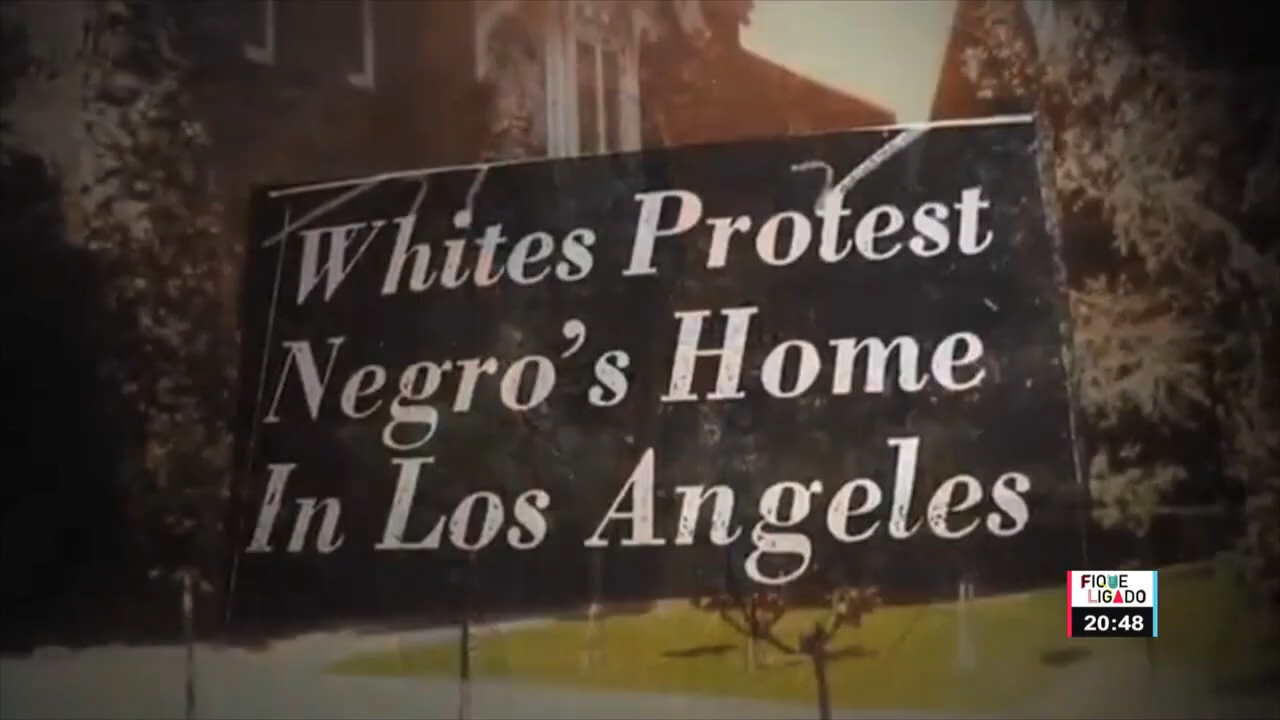 Whites Protest
Negro's Home
In Los Angeles
FIQUE
LIGADO
20:48